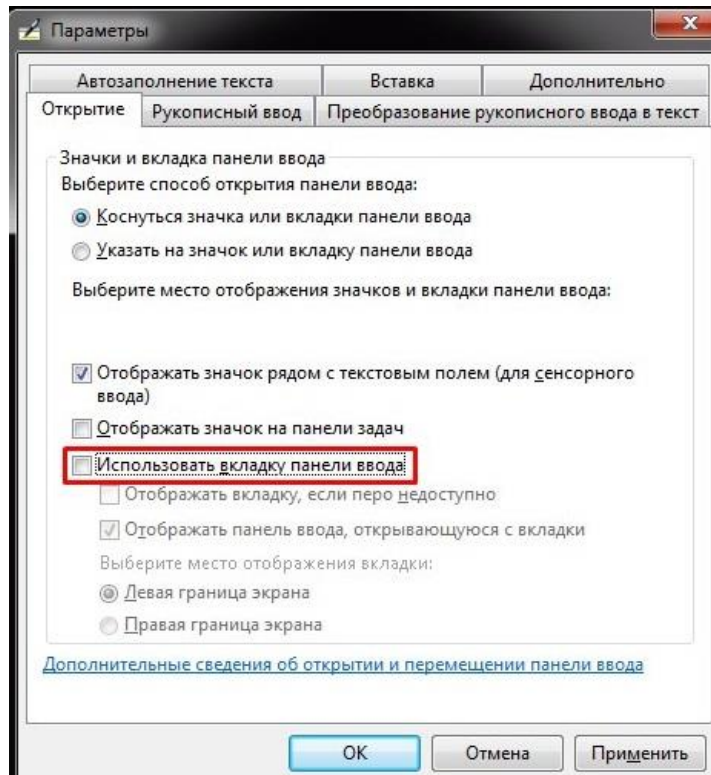 Параметры
Автозаполнение текста Вставка Дополнительно
Открытие Рукописный ввод Преобразование рукописного ввода в текст
Значки и вкладка панели ввода
Выберите способ открытия панели ввода:
Коснуться значка или вкладки панели ввода
Указать на значок или вкладку панели ввода
Выберите место отображения значков и вкладки панели ввода:
Отображать значок рядом с текстовым полем (для сенсорного
ввода)
Отображать значок на панели задач
Использовать вкладку панели ввода
Отображать вкладку, если перо недоступно
Отображать панель ввода, открывающуюся с вкладки
Выберите место отображения вкладки:
Левая граница экрана
Правая граница экрана
Дополнительные сведения об открытии и перемещении панели ввода
ОК Отмена Применить